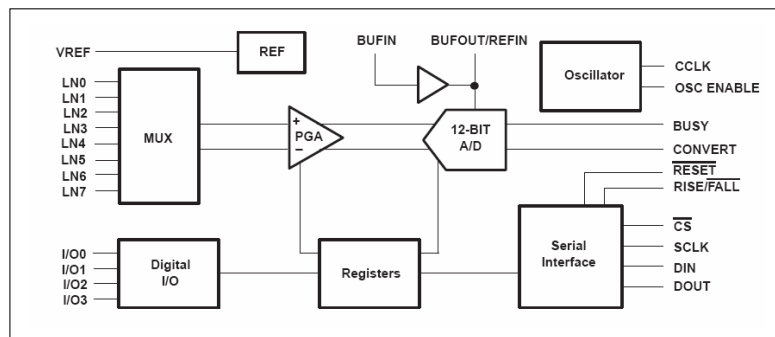 BUFIN BUFOUT/REFIN
VREF REF
Oscillator
CCLK
OSC ENABLE
LN0
LN1
LN2
LN3
LN4
LN5
LN6
LN7
MUX
+
PGA
–
12-BIT
A/D
BUSY
CONVERT
RESET
RISE/FALL
CS
SCLK
DIN
DOUT
Serial
Interface
Registers
Digital
I/O
I/O0
I/O1
I/O2
I/O3